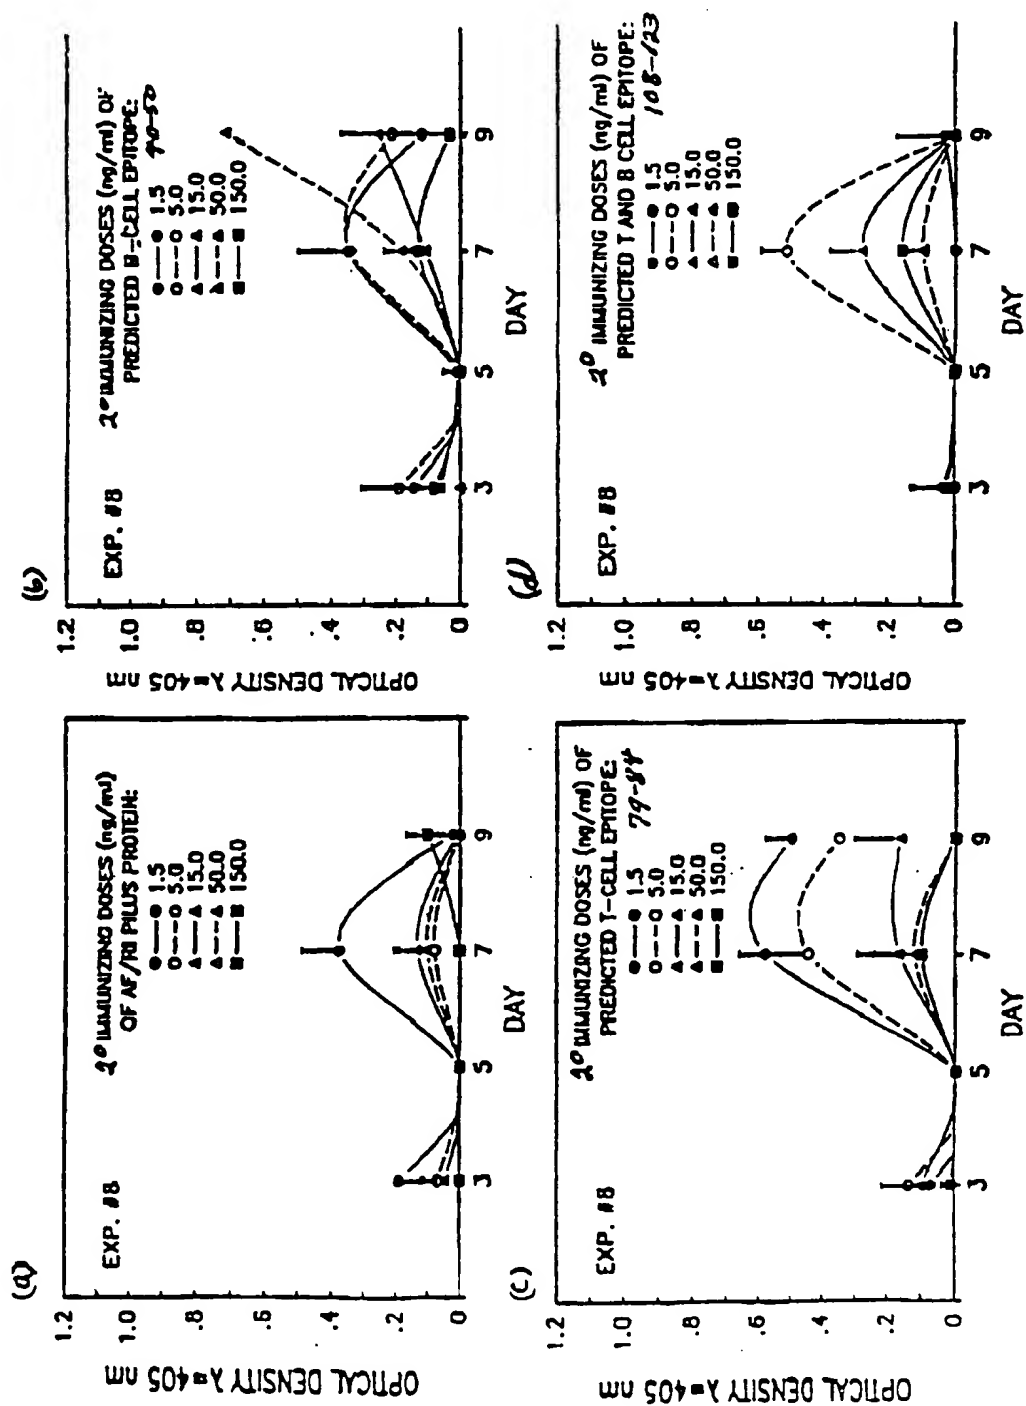 (a)
EXP. #8
2° IMMUNIZING DOSES (ng/ml)
OF AF/R1 PILUS PROTEIN:
1.5
5.0
15.0
50.0
150.0
1.2
1.0
.8
.6
.4
.2
0
OPTICAL DENSITY λ=405 nm
3 5 7 9
DAY
(b)
EXP. #8
2° IMMUNIZING DOSES (ng/ml) OF
PREDICTED B-CELL EPITOPE:
40-50
1.5
5.0
15.0
50.0
150.0
1.2
1.0
.8
.6
.4
.2
0
OPTICAL DENSITY λ=405 nm
3 5 7 9
DAY
(c)
EXP. #8
2° IMMUNIZING DOSES (ng/ml) OF
PREDICTED T-CELL EPITOPE:
1.5
5.0
15.0
50.0
150.0
1.2
1.0
.8
.6
.4
.2
0
OPTICAL DENSITY λ=405 nm
3 5 7 9
DAY
(d)
EXP. #8
2° IMMUNIZING DOSES (ng/ml) OF
PREDICTED T AND B CELL EPITOPE:
108-123
1.5
5.0
15.0
50.0
150.0
1.2
1.0
.8
.6
.4
.2
0
OPTICAL DENSITY λ=405 nm
3 5 7 9
DAY